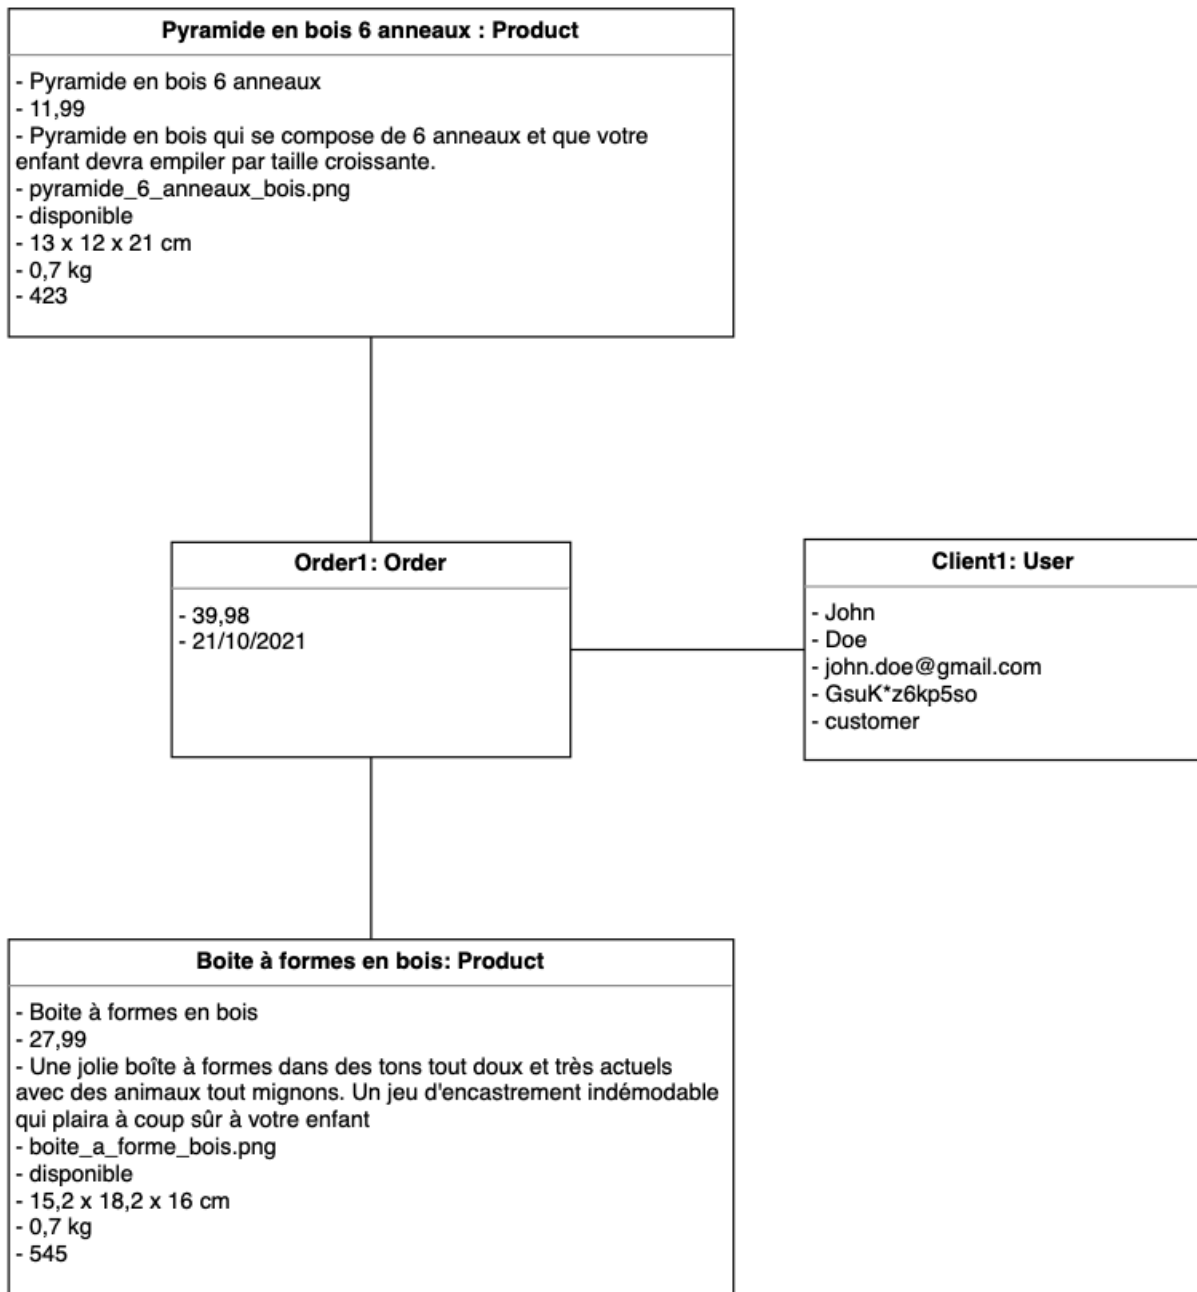 Pyramide en bois 6 anneaux : Product
- Pyramide en bois 6 anneaux
- 11,99
- Pyramide en bois qui se compose de 6 anneaux et que votre
enfant devra empiler par taille croissante.
- pyramide_6_anneaux_bois.png
- disponible
- 13 x 12 x 21 cm
- 0,7 kg
- 423
Order1: Order
- 39,98
- 21/10/2021
Client1: User
- John
- Doe
- john.doe@gmail.com
- GsuK*z6kp5so
- customer
Boite à formes en bois: Product
- Boite à formes en bois
- 27,99
- Une jolie boîte à formes dans des tons tout doux et très actuels
avec des animaux tout mignons. Un jeu d'encastrement indémodable
qui plaira à coup sûr à votre enfant
- boite_a_forme_bois.png
- disponible
- 15,2 x 18,2 x 16 cm
- 0,7 kg
- 545